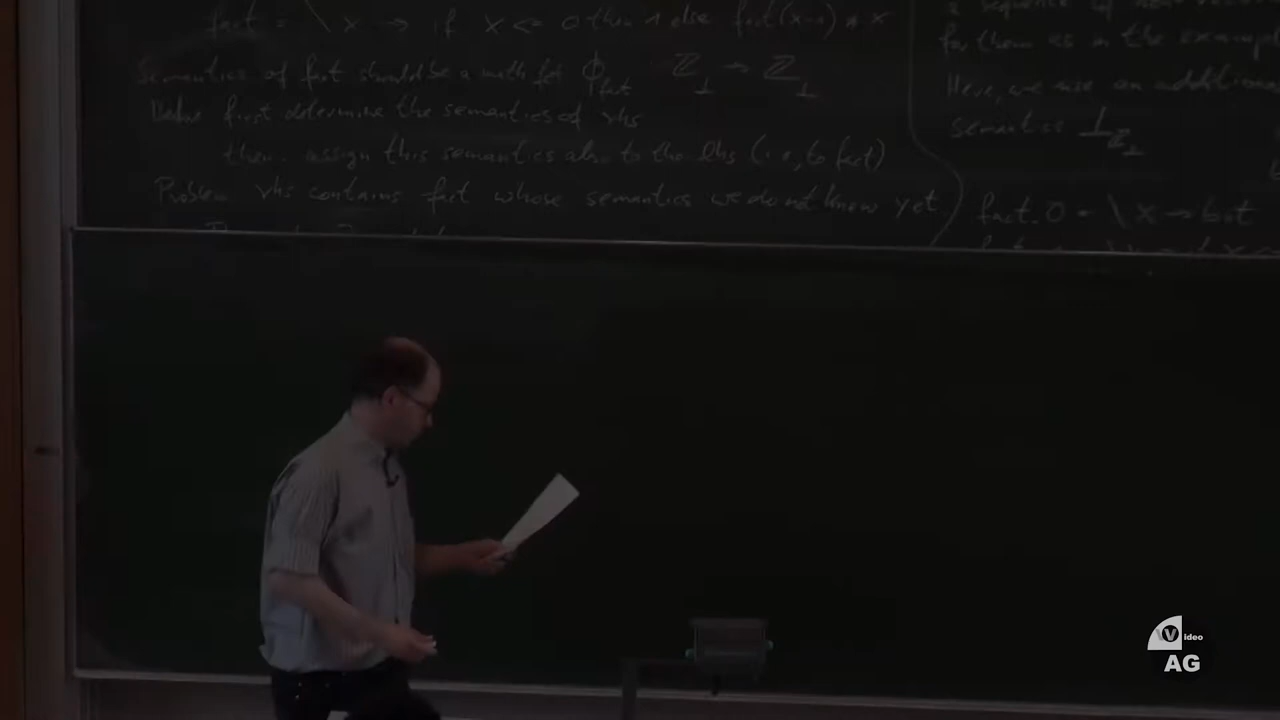 fact = \ x → if x <= 0 then 1 else fact(x-1) * x
Semantics of fact should be a math fct Φfact ℤ⊥ → ℤ⊥
first determine the semantics of rhs
then assign this semantics also to the lhs (i.e., to fact)
Problem rhs contains fact whose semantics we do not know yet
a sequence of
for them as in the
Here, we use an additional
semantics ⊥ℤ⊥
fact.0 = \ x → bot
Video
AG